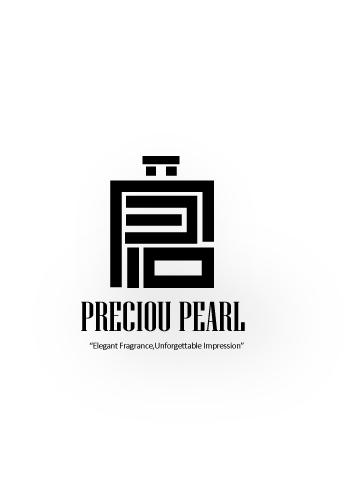 PRECIOU PEARL
“Elegant Fragrance,Unforgettable Impression”